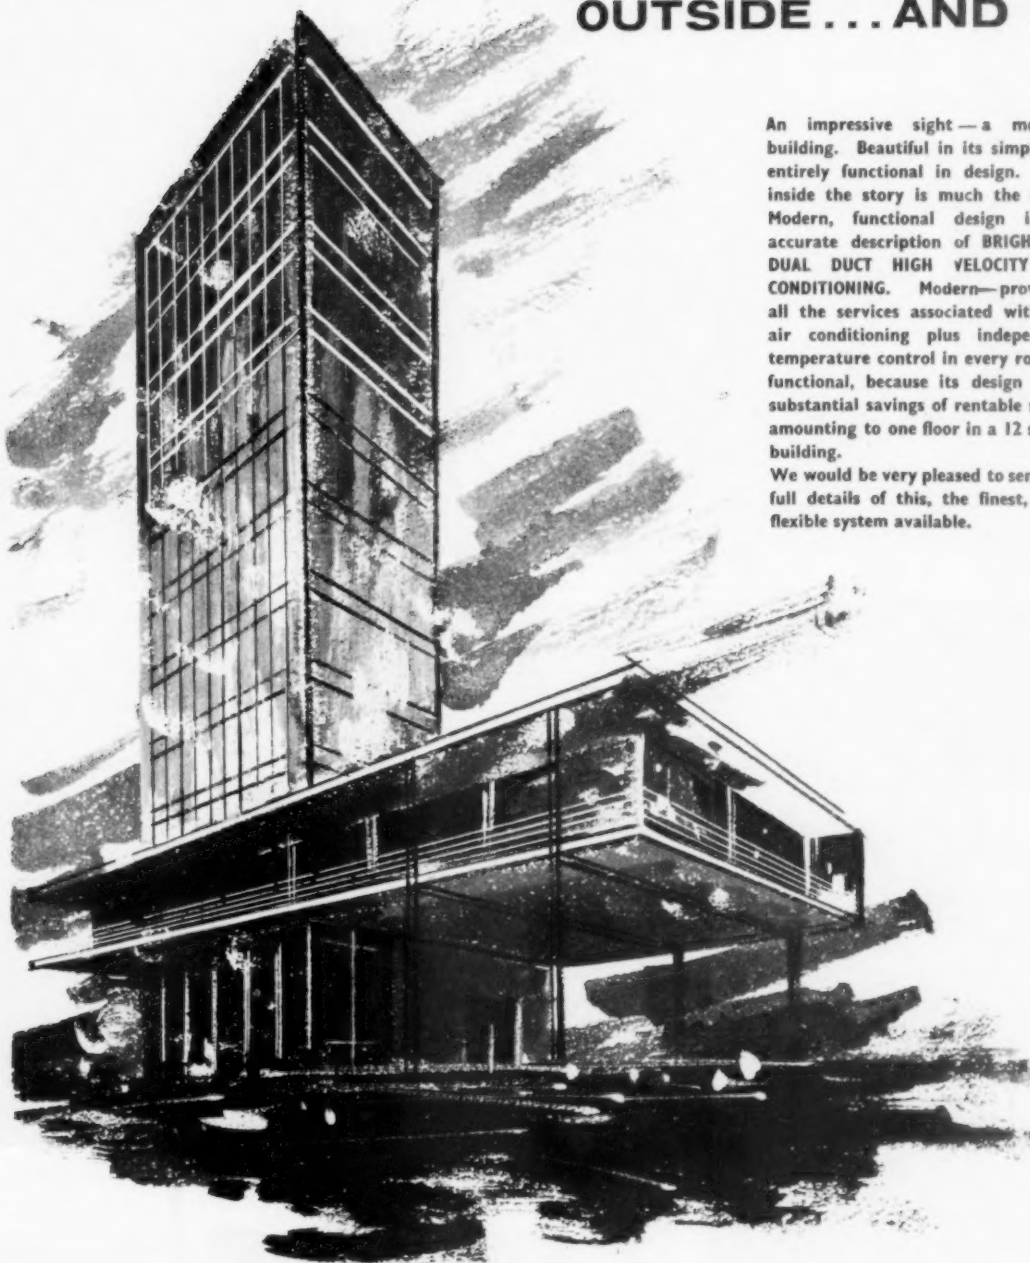 OUTSIDE... AND
An impressive sight — a mo
building. Beautiful in its simp
entirely functional in design.
inside the story is much the
Modern, functional design i
accurate description of BRIGH
DUAL DUCT HIGH VELOCITY
CONDITIONING. Modern—prov
all the services associated wit
air conditioning plus indepe
temperature control in every ro
functional, because its design
substantial savings of rentable
amounting to one floor in a 12 s
building.
We would be very pleased to ser
full details of this, the finest,
flexible system available.